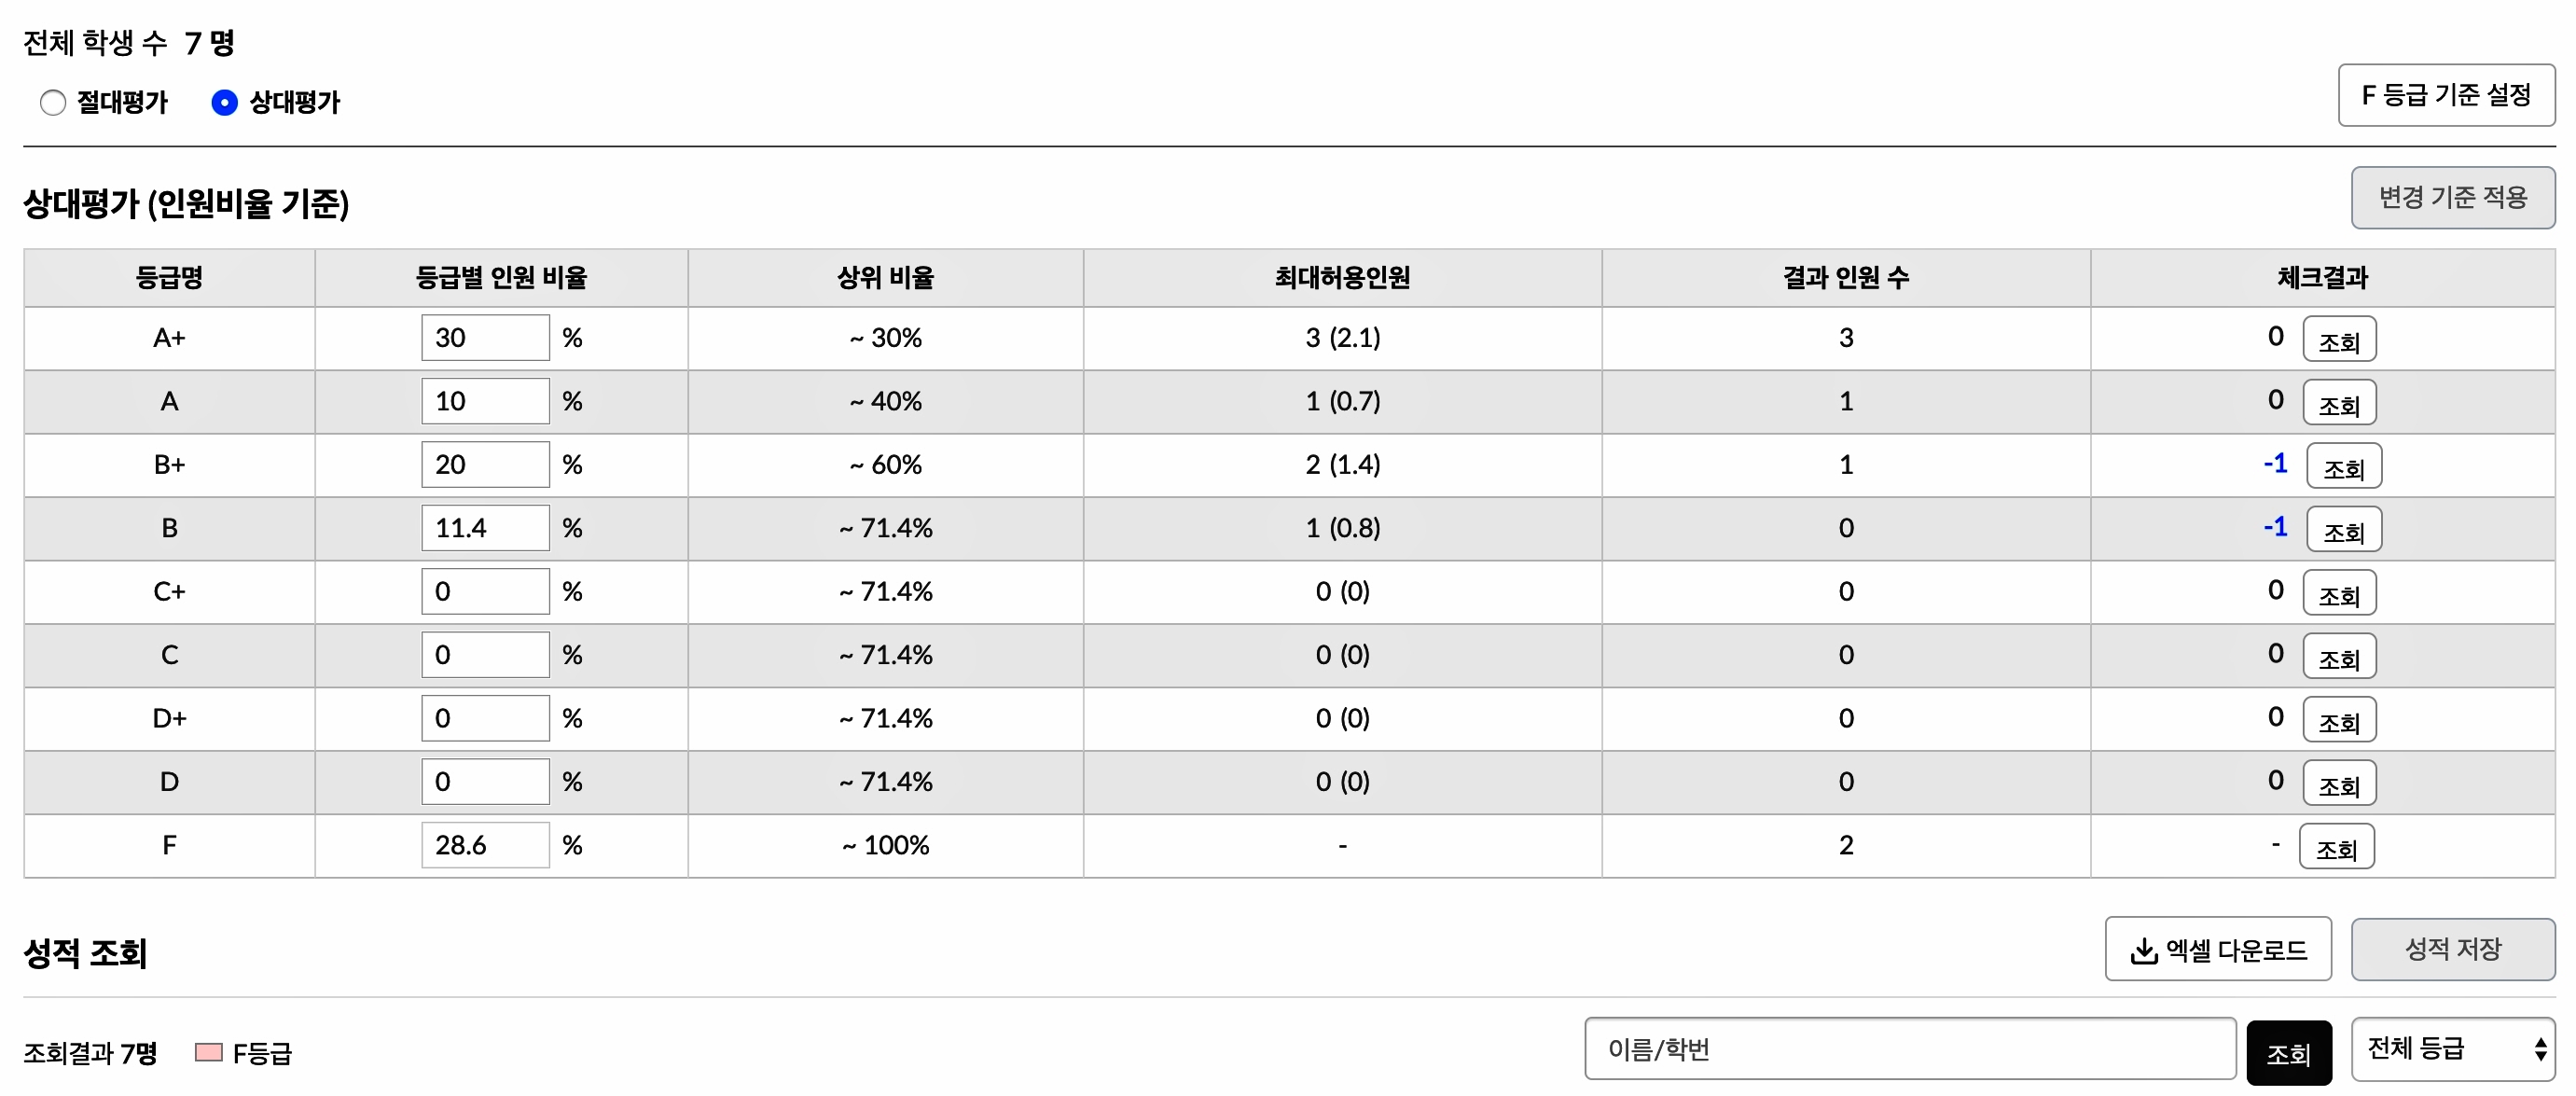 전체 학생 수 7 명
절대평가 상대평가
F 등급 기준 설정
상대평가 (인원비율 기준)
변경 기준 적용
등급명 등급별 인원 비율 상위 비율 최대허용인원 결과 인원 수 체크결과
A+ 30 % ~ 30% 3 (2.1) 3 0 조회
A 10 % ~ 40% 1 (0.7) 1 0 조회
B+ 20 % ~ 60% 2 (1.4) 1 -1 조회
B 11.4 % ~ 71.4% 1 (0.8) 0 -1 조회
C+ 0 % ~ 71.4% 0 (0) 0 0 조회
C 0 % ~ 71.4% 0 (0) 0 0 조회
D+ 0 % ~ 71.4% 0 (0) 0 0 조회
D 0 % ~ 71.4% 0 (0) 0 0 조회
F 28.6 % ~ 100% - 2 - 조회
성적 조회 엑셀 다운로드 성적 저장
조회결과 7명 F등급 이름/학번 조회 전체 등급